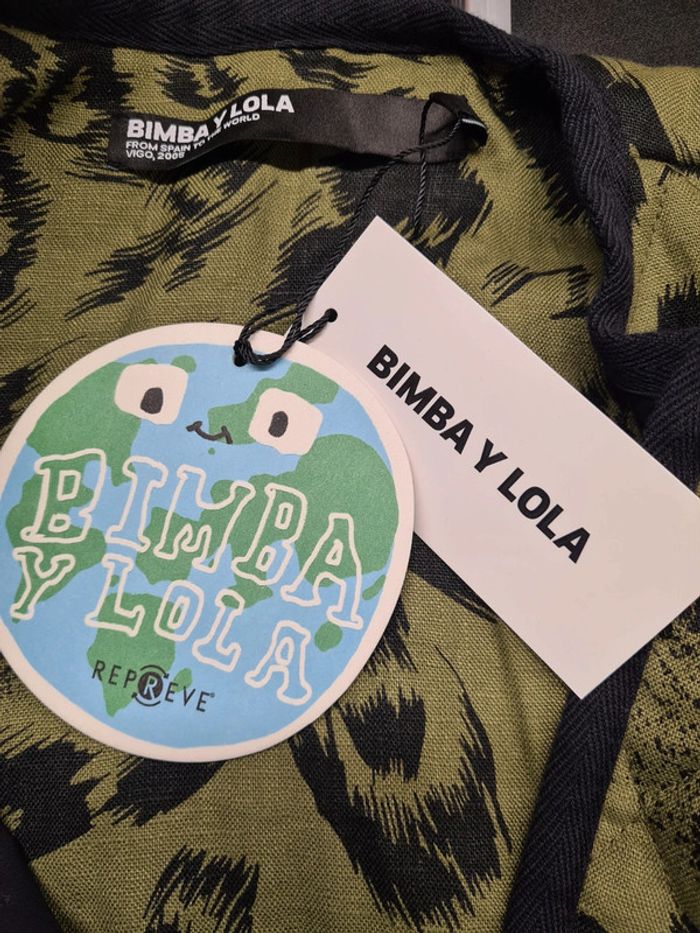 BIMBA Y LOLA
FROM SPAIN TO THE WORLD
VIGO, 2005
BIMBA Y LOLA
BIMBA
Y LOLA
REPREVE®